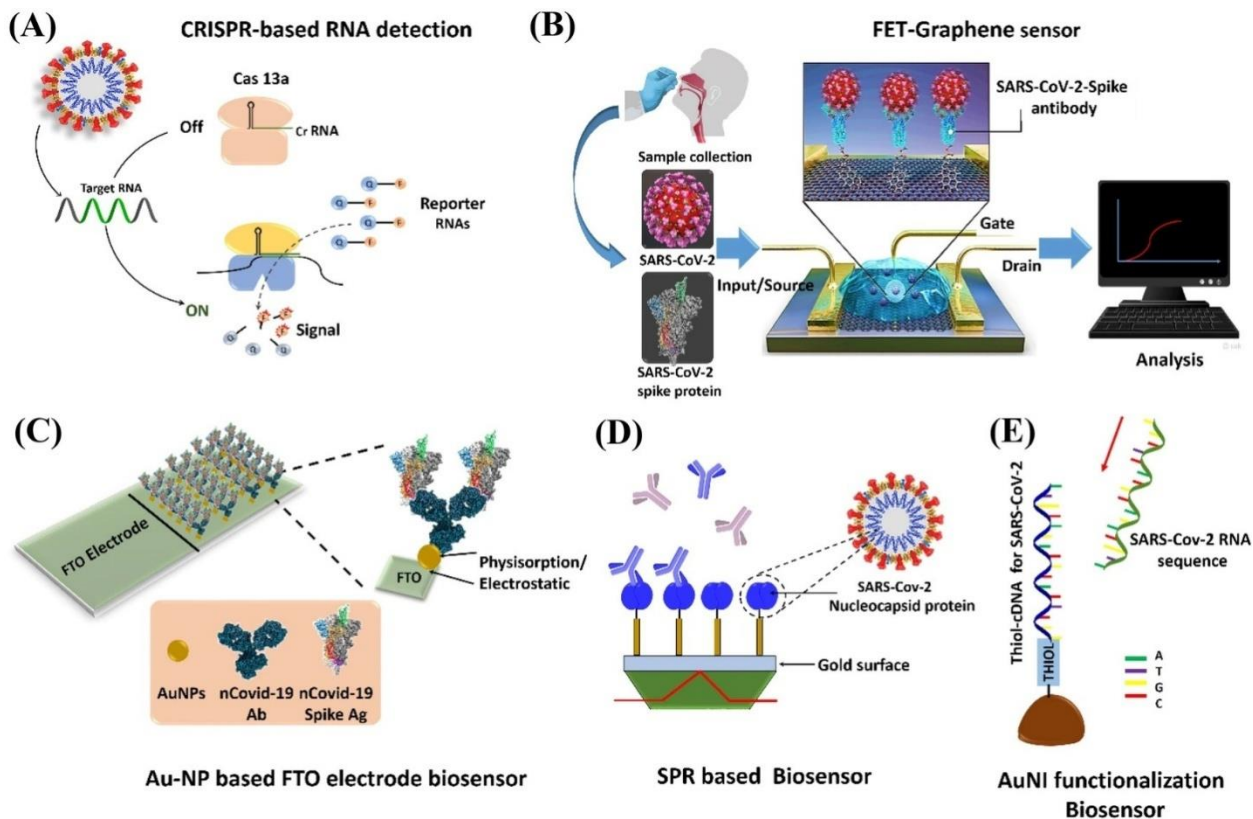 (A)
CRISPR-based RNA detection
Cas 13a
Off
Cr RNA
Target RNA
Q F
Q F
Q F
Q F
Reporter
RNAs
ON
Signal
Q
Q
Q
(B)
FET-Graphene sensor
SARS-CoV-2-Spike
antibody
Sample collection
SARS-CoV-2
Input/Source
Gate
Drain
SARS-CoV-2
spike protein
Analysis
(C)
FTO Electrode
FTO
Physisorption/
Electrostatic
AuNPs
nCovid-19
Ab
nCovid-19
Spike Ag
Au-NP based FTO electrode biosensor
(D)
SARS-Cov-2
Nucleocapsid protein
Gold surface
SPR based Biosensor
(E)
Thiol-cDNA for SARS-CoV-2
THIOL
SARS-Cov-2 RNA
sequence
A
T
G
C
AuNI functionalization
Biosensor